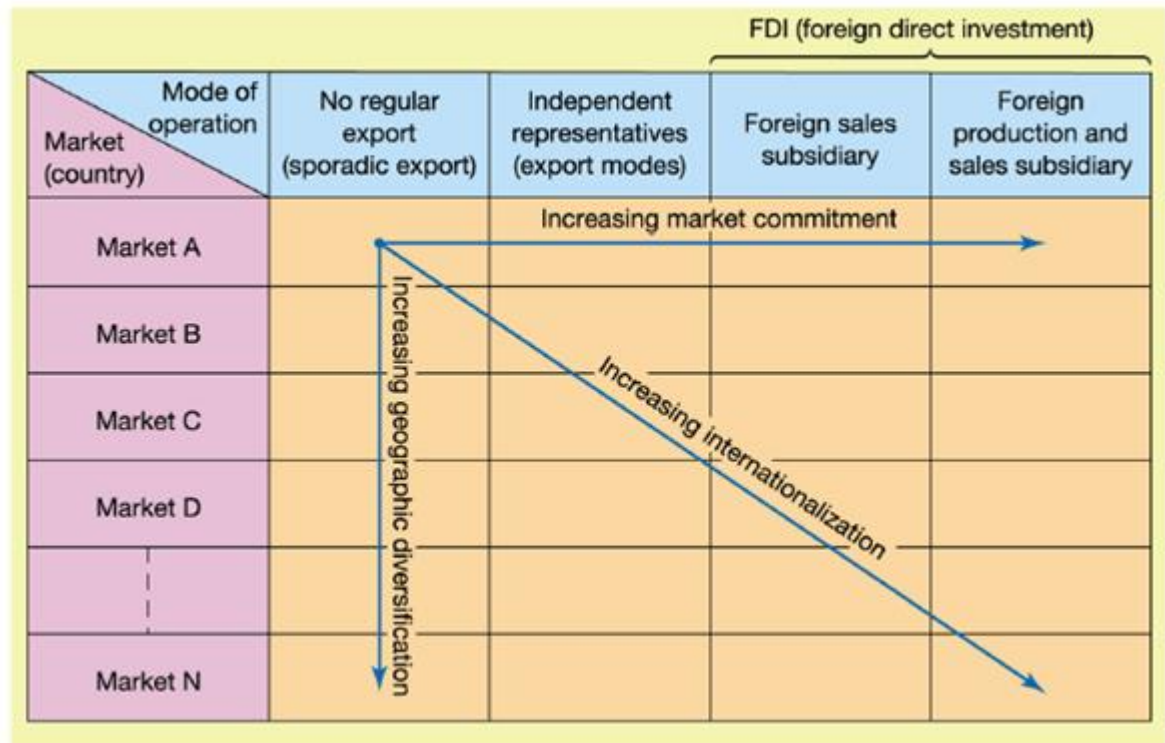 FDI (foreign direct investment)
Mode of
operation
Market
(country)
No regular
export
(sporadic export)
Independent
representatives
(export modes)
Foreign sales
subsidiary
Foreign
production and
sales subsidiary
Market A
Increasing market commitment
Market B
Market C
Market D
Market N
Increasing geographic diversification
Increasing internationalization